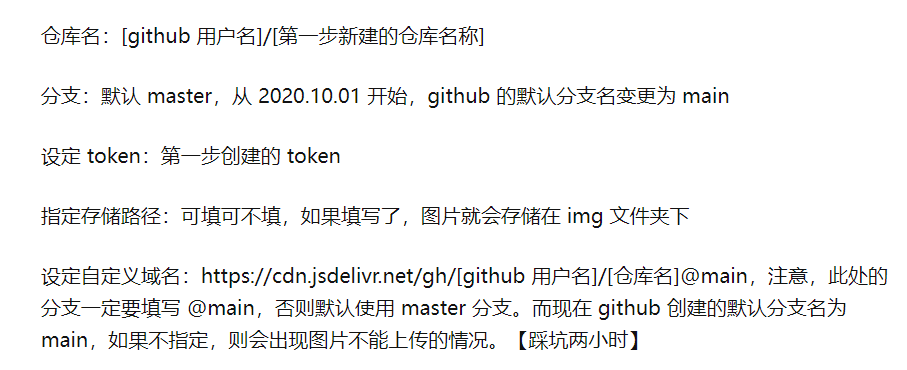 仓库名：[github 用户名]/[第一步新建的仓库名称]
分支：默认 master，从 2020.10.01 开始，github 的默认分支名变更为 main
设定 token：第一步创建的 token
指定存储路径：可填可不填，如果填写了，图片就会存储在 img 文件夹下
设定自定义域名：https://cdn.jsdelivr.net/gh/[github 用户名]/[仓库名]@main，注意，此处的
分支一定要填写 @main，否则默认使用 master 分支。而现在 github 创建的默认分支名为
main，如果不指定，则会出现图片不能上传的情况。【踩坑两小时】